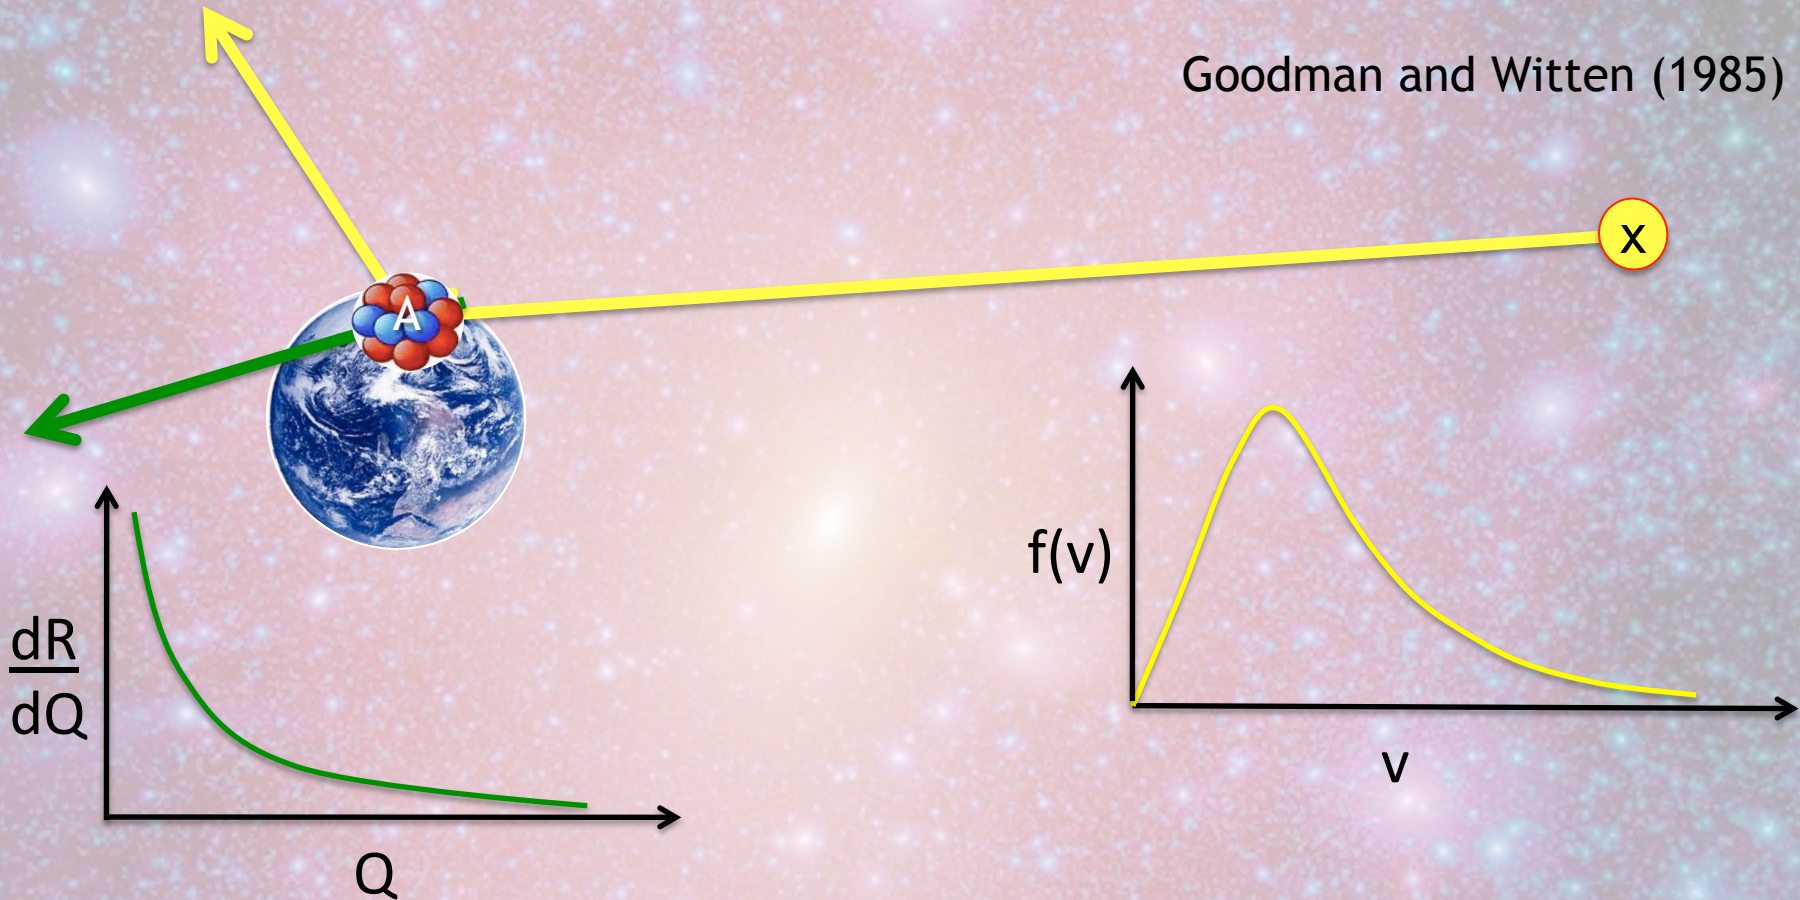 Goodman and Witten (1985)
x
A
f(v)
v
dR
dQ
Q